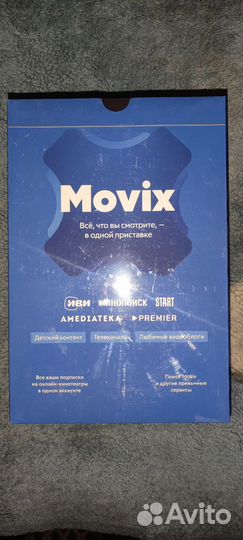 Movix
Всё, что вы смотрите, –
в одной приставке
ИВИ КИНОПОИСК START
AMEDIATEKA PREMIER
Детский контент Телеканалы Любимые видеоблоги
Все ваши подписки
на онлайн-кинотеатры
в одном аккаунте
Поиск Movix
и другие привычные
сервисы
Avito